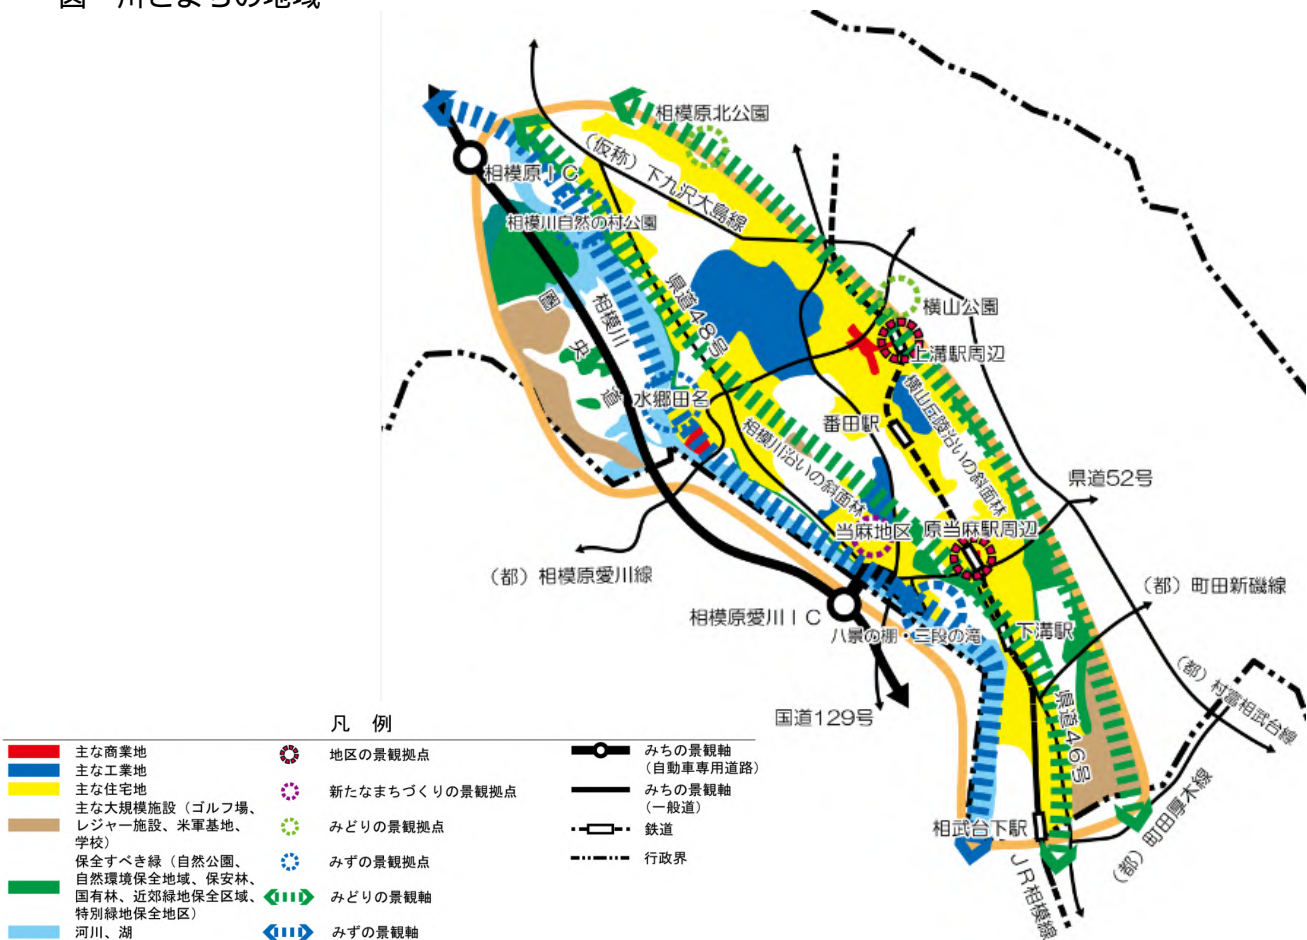 図　川とまちの地域
相模原北公園
（仮称）下九沢大島線
相模原ＩＣ
相模川自然の村公園
県道４８号
相模川
圏央道
横山公園
上溝駅周辺
水郷田名
番田駅
横山丘陵沿いの斜面林
相模川沿いの斜面林
県道52号
当麻地区
原当麻駅周辺
（都）相模原愛川線
（都）町田新磯線
相模原愛川ＩＣ
八景の棚・三段の滝
下溝駅
（都）村富相武台線
国道129号
県道４６号
相武台下駅
（都）町田厚木線
ＪＲ相模線
凡　例
主な商業地
主な工業地
主な住宅地
主な大規模施設（ゴルフ場、
レジャー施設、米軍基地、
学校）
保全すべき緑（自然公園、
自然環境保全地域、保安林、
国有林、近郊緑地保全区域、
特別緑地保全地区）
河川、湖
地区の景観拠点
新たなまちづくりの景観拠点
みどりの景観拠点
みずの景観拠点
みどりの景観軸
みずの景観軸
みちの景観軸
（自動車専用道路）
みちの景観軸
（一般道）
鉄道
行政界